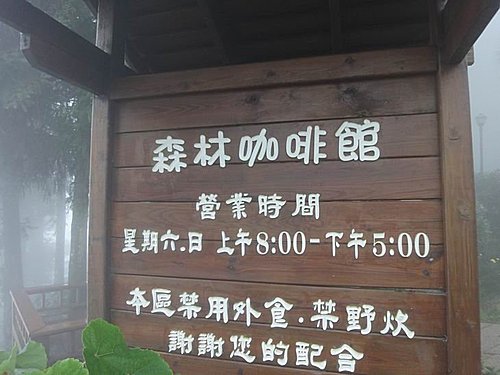 森林咖啡館
營業時間
星期六.日 上午8:00-下午5:00
本區禁用外食.禁野炊
謝謝您的配合